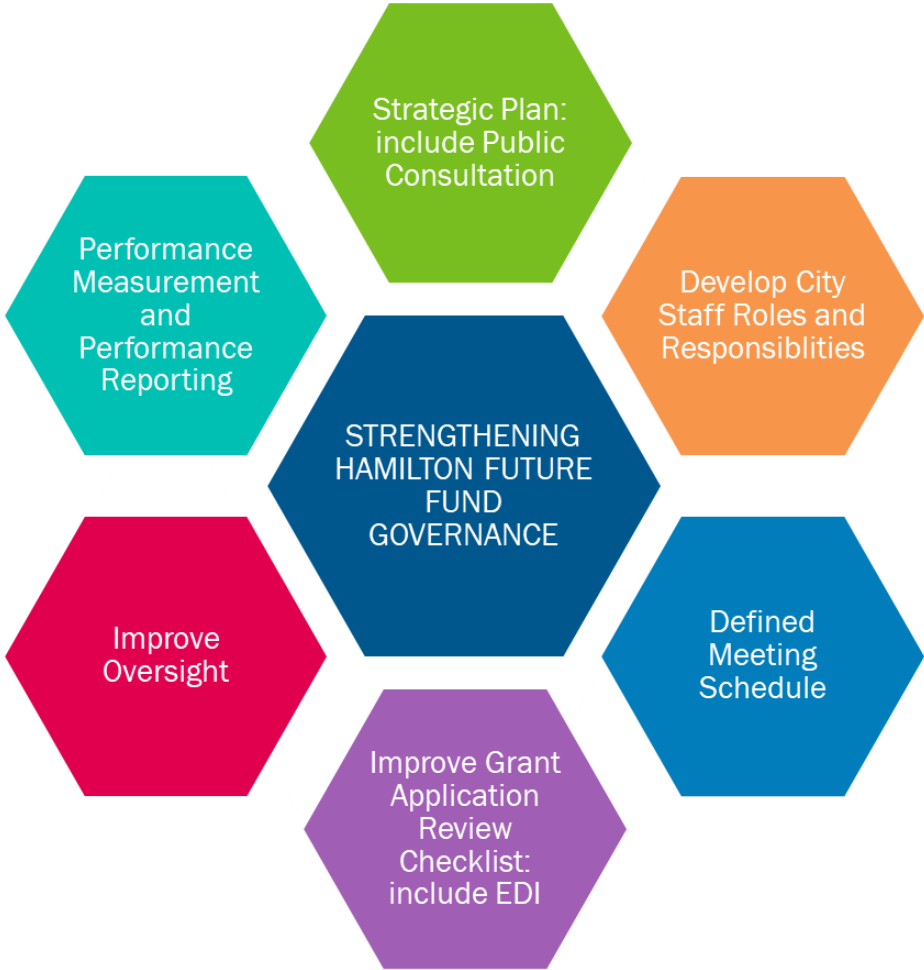 Strategic Plan:
include Public
Consultation
Performance
Measurement
and
Performance
Reporting
Develop City
Staff Roles and
Responsiblities
STRENGTHENING
HAMILTON FUTURE
FUND
GOVERNANCE
Improve
Oversight
Defined
Meeting
Schedule
Improve Grant
Application
Review
Checklist:
include EDI